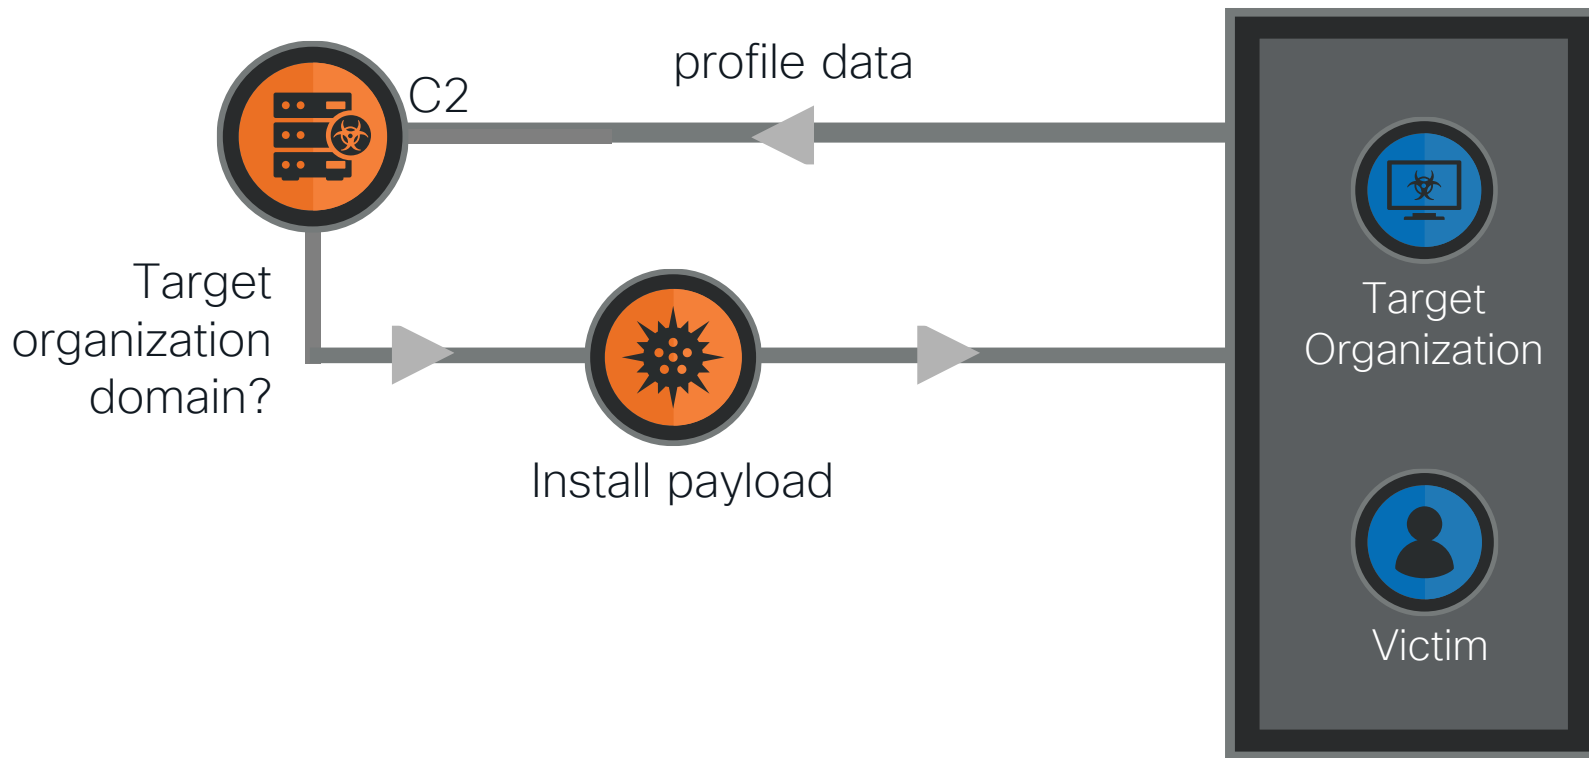 profile data
C2
Target
organization
domain?
Install payload
Target
Organization
Victim